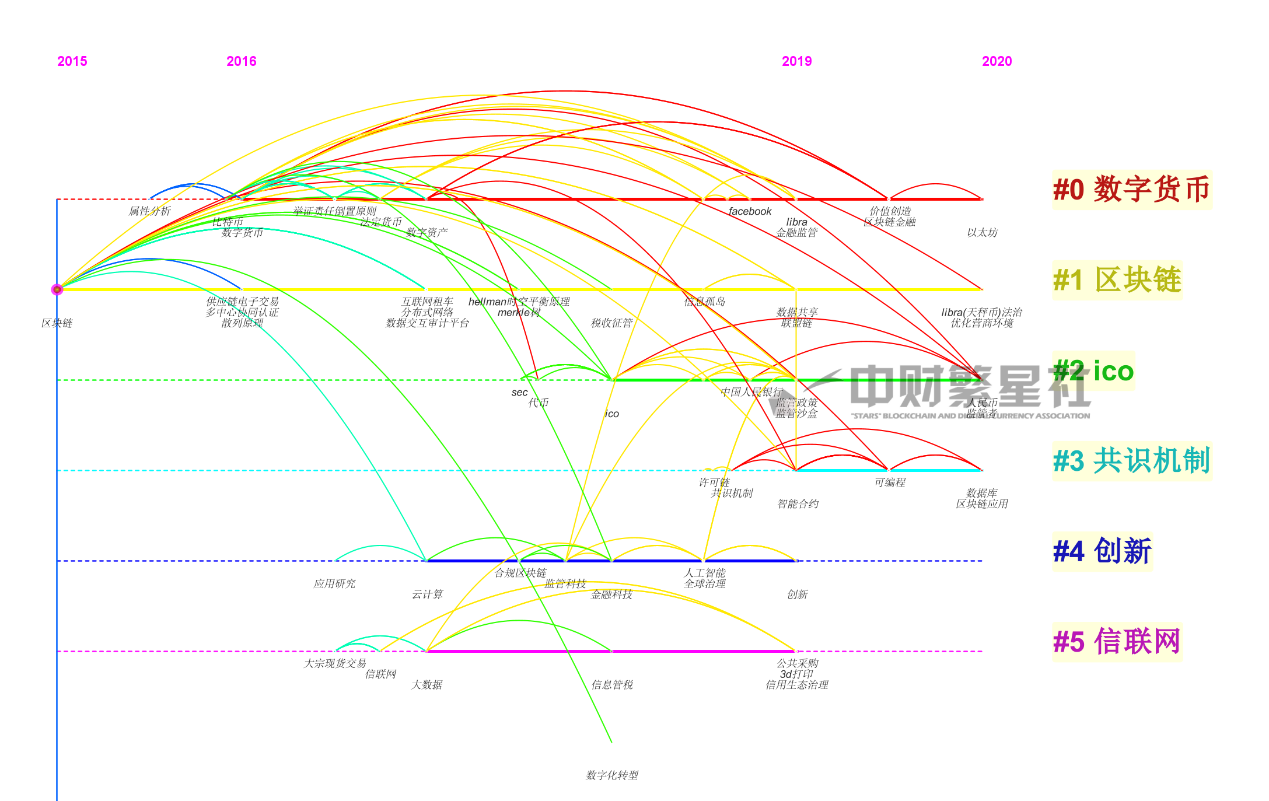 2015
2016
2019
2020
#0 数字货币
属性分析
比特币
数字货币
举证责任倒置原则
法定货币
数字资产
facebook
libra
金融监管
价值创造
区块链金融
以太坊
#1 区块链
区块链
供应链电子交易
多中心协同认证
散列原理
互联网租车
分布式网络
数据交互审计平台
hellman时空平衡原理
merkle树
税收征管
信息孤岛
数据共享
联盟链
libra(天秤币)法治
优化营商环境
#2 ico
sec
代币
ico
中国人民银行
监管政策
监管沙盒
人民币
监管者
中财繁星社
"STARS" BLOCKCHAIN AND DIGITAL CURRENCY ASSOCIATION
#3 共识机制
许可链
共识机制
智能合约
可编程
数据库
区块链应用
#4 创新
应用研究
云计算
合规区块链
监管科技
金融科技
人工智能
全球治理
创新
#5 信联网
大宗现货交易
信联网
大数据
信息管税
公共采购
3d打印
信用生态治理
数字化转型